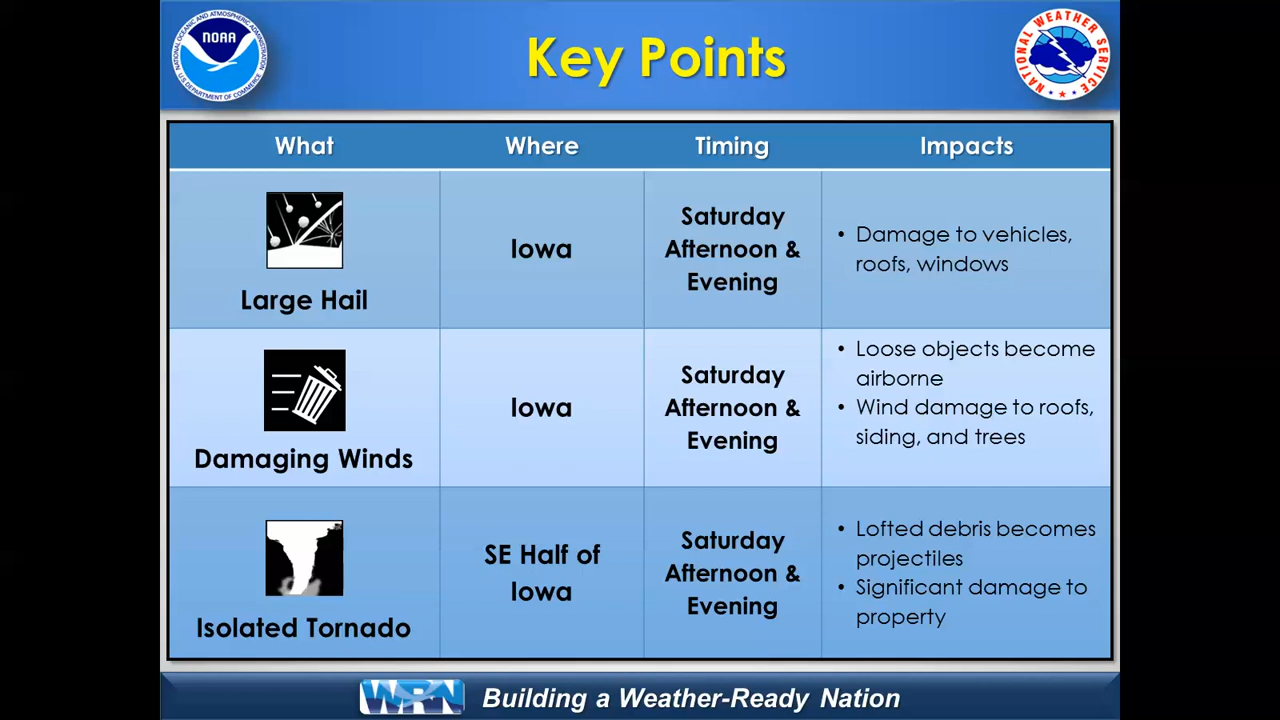 NATIONAL OCEANIC AND ATMOSPHERIC ADMINISTRATION
NOAA
U.S. DEPARTMENT OF COMMERCE
Key Points
NATIONAL WEATHER SERVICE
What Where Timing Impacts
Large Hail
Iowa
Saturday
Afternoon &
Evening
• Damage to vehicles,
roofs, windows
Damaging Winds
Iowa
Saturday
Afternoon &
Evening
• Loose objects become
airborne
• Wind damage to roofs,
siding, and trees
Isolated Tornado
SE Half of
Iowa
Saturday
Afternoon &
Evening
• Lofted debris becomes
projectiles
• Significant damage to
property
WRN Building a Weather-Ready Nation